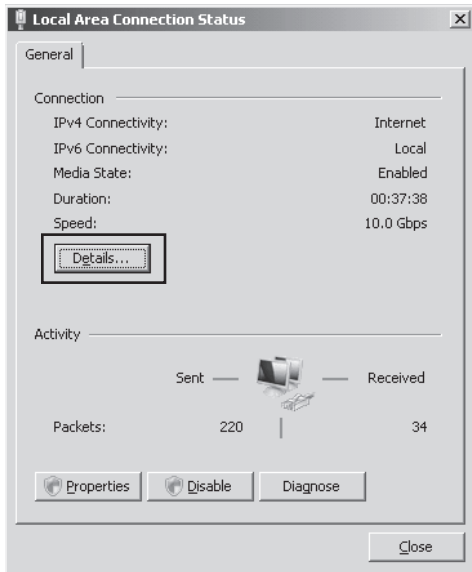 Local Area Connection Status
General
Connection
IPv4 Connectivity: Internet
IPv6 Connectivity: Local
Media State: Enabled
Duration: 00:37:38
Speed: 10.0 Gbps
Details...
Activity
Sent Received
Packets: 220 34
Properties Disable Diagnose
Close